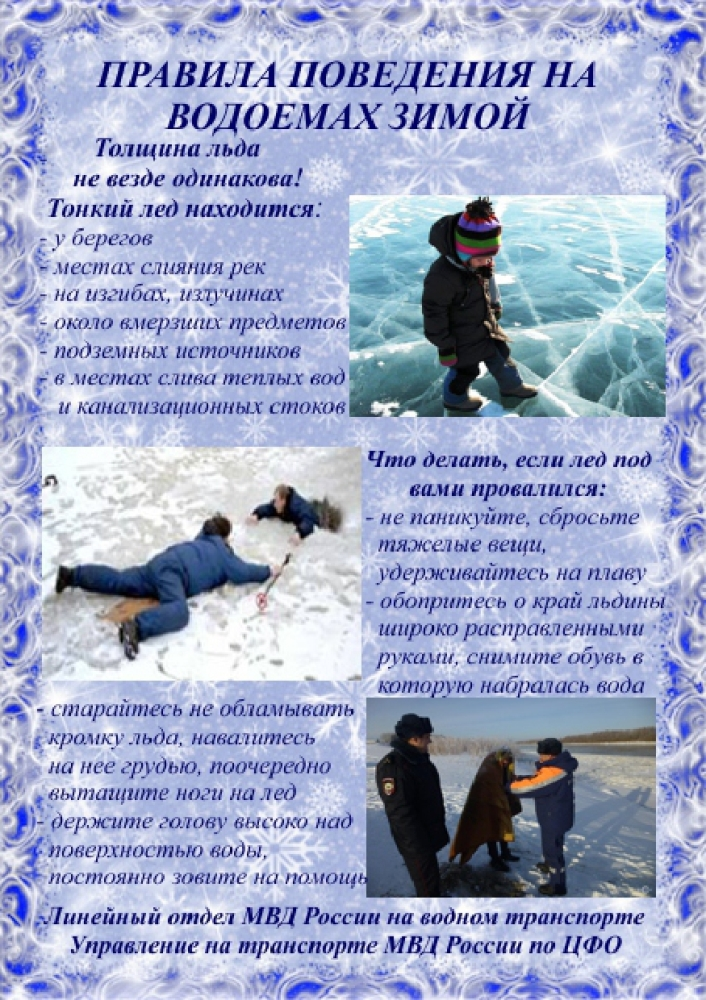 ПРАВИЛА ПОВЕДЕНИЯ НА
ВОДОЕМАХ ЗИМОЙ
Толщина льда
не везде одинакова!
Тонкий лед находится:
- у берегов
- местах слияния рек
- на изгибах, излучинах
- около вмерзших предметов
- подземных источников
- в местах слива теплых вод
и канализационных стоков
Что делать, если лед под
вами провалился:
- не паникуйте, сбросьте
тяжелые вещи,
удерживайтесь на плаву
- обопритесь о край льдины
широко расправленными
руками, снимите обувь в
которую набралась вода
- старайтесь не обламывать
кромку льда, навалитесь
на нее грудью, поочередно
вытащите ноги на лед
- держите голову высоко над
поверхностью воды,
постоянно зовите на помощь
Линейный отдел МВД России на водном транспорте
Управление на транспорте МВД России по ЦФО